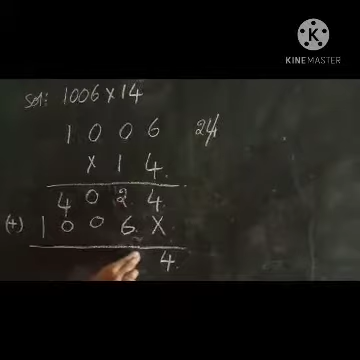 K
KINEMASTER
Sol: 1006 × 14
1 0 0 6 24
× 1 4
4 0 2 4
(+) 1 0 0 6 ×
4